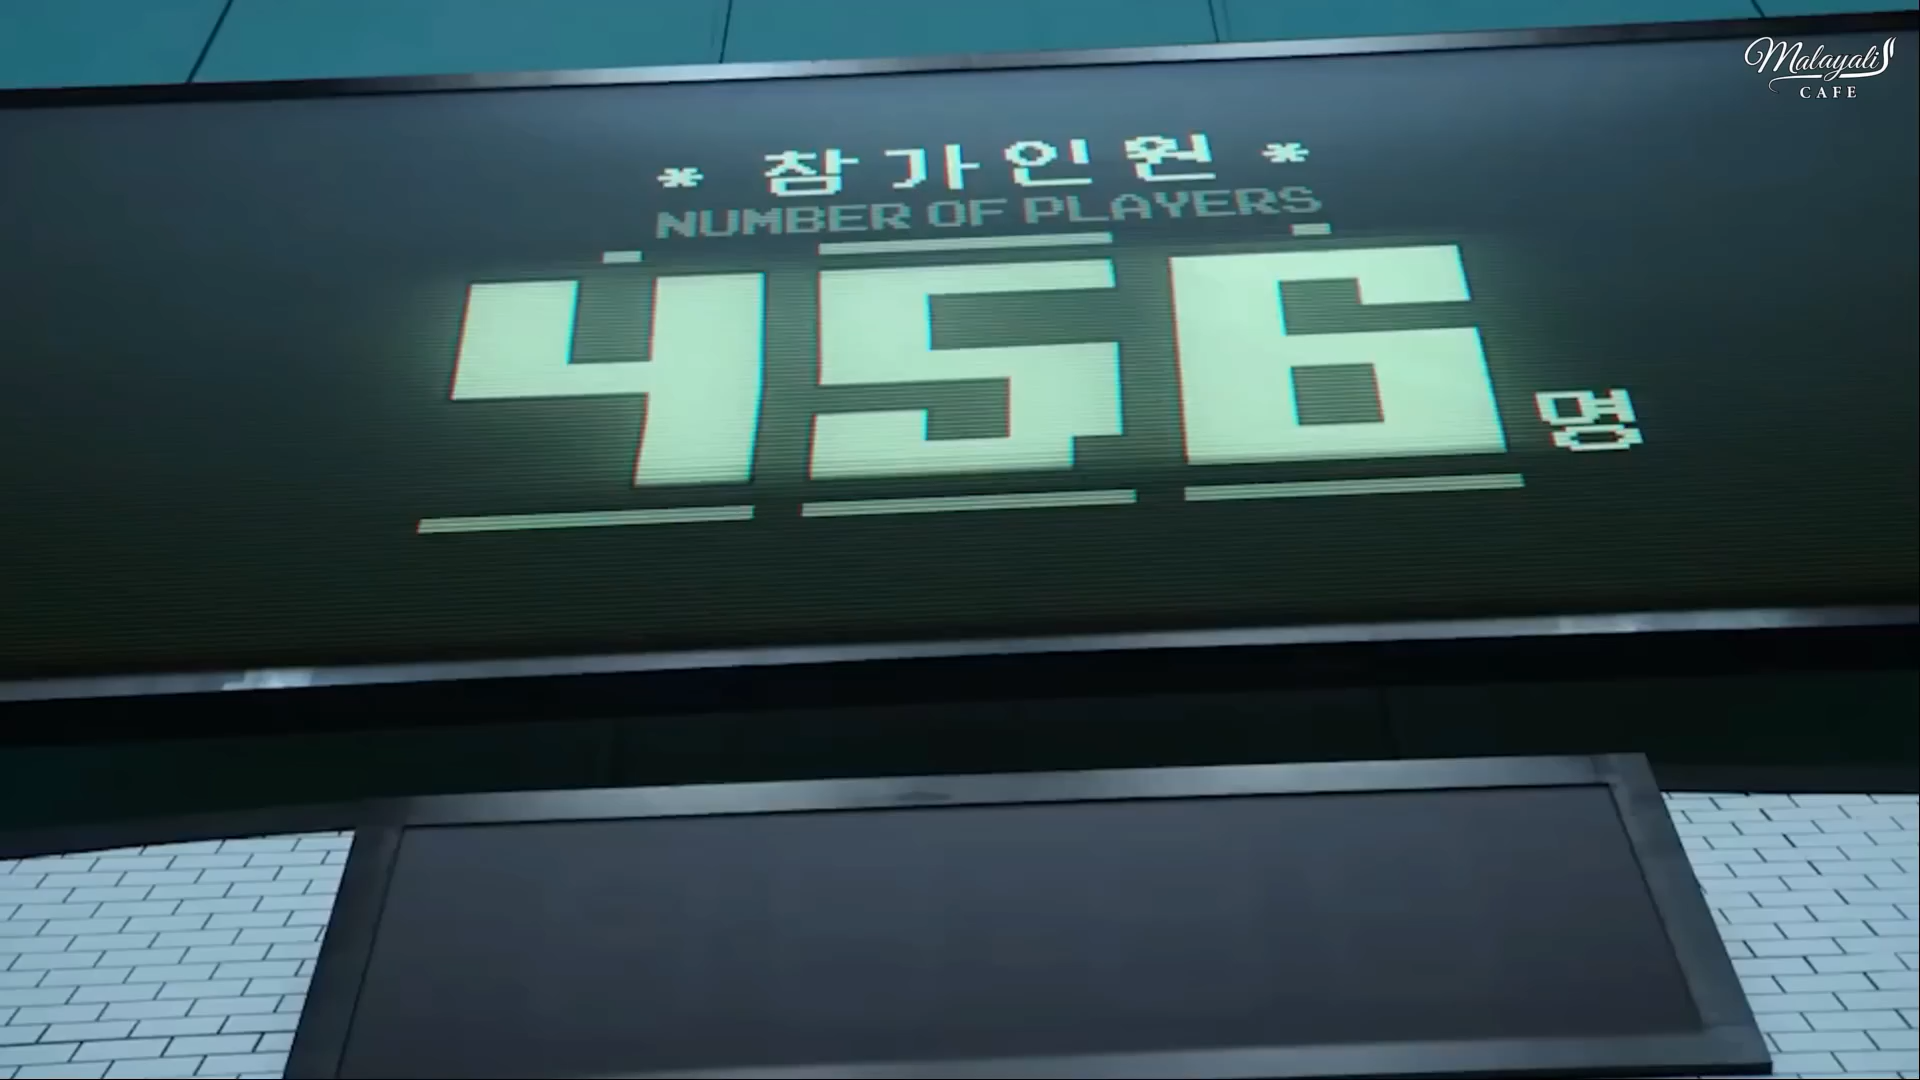 Malayali
CAFE
* 참가인원 *
NUMBER OF PLAYERS
456명